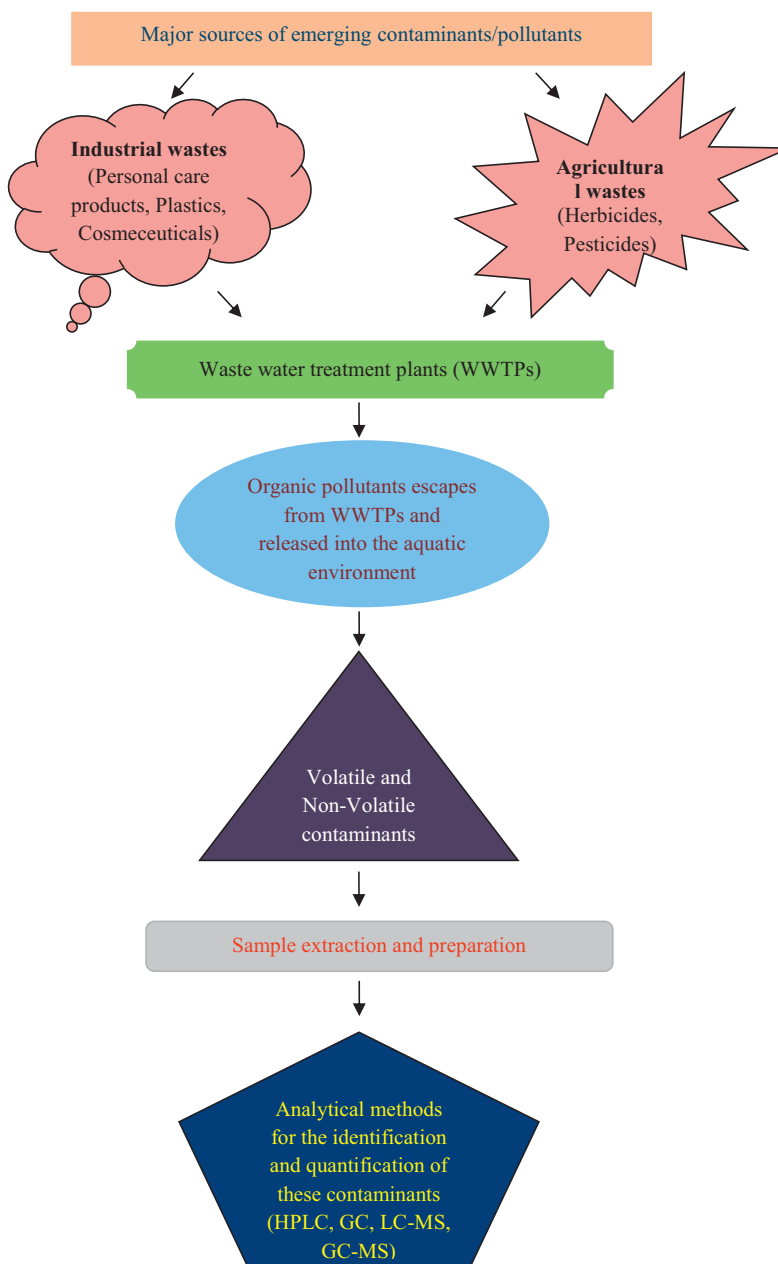 Major sources of emerging contaminants/pollutants
Industrial wastes
(Personal care
products, Plastics,
Cosmeceuticals)
Agricultura
l wastes
(Herbicides,
Pesticides)
Waste water treatment plants (WWTPs)
Organic pollutants escapes
from WWTPs and
released into the aquatic
environment
Volatile and
Non-Volatile
contaminants
Sample extraction and preparation
Analytical methods
for the identification
and quantification of
these contaminants
(HPLC, GC, LC-MS,
GC-MS)